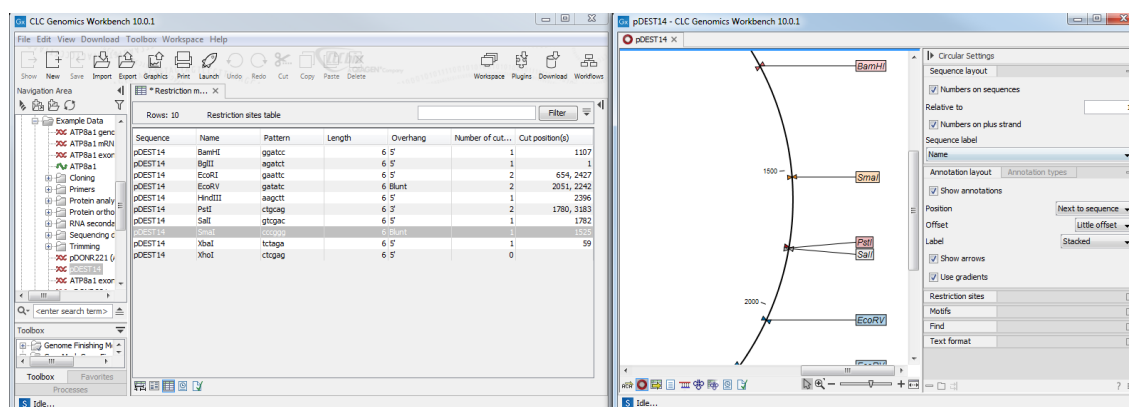 CLC Genomics Workbench 10.0.1
File Edit View Download Toolbox Workspace Help
Show New Save Import Export Graphics Print Launch Undo Redo Cut Copy Paste Delete Workspace Plugins Download Workflows
Navigation Area
Example Data
ATP8a1 genc
ATP8a1 mRN
ATP8a1 exor
ATP8a1
Cloning
Primers
Protein analy
Protein ortho
RNA seconda
Sequencing c
Trimming
pDONR221 (
pDEST14
ATP8a1 exor
<enter search term>
Toolbox
Genome Finishing M
Toolbox Favorites
Processes
Idle...
* Restriction m...
Rows: 10 Restriction sites table Filter
Sequence Name Pattern Length Overhang Number of cut... Cut position(s)
pDEST14 BamHI ggatcc 6 5' 1 1107
pDEST14 BglII agatct 6 5' 1 1
pDEST14 EcoRI gaattc 6 5' 2 654, 2427
pDEST14 EcoRV gatatc 6 Blunt 2 2051, 2242
pDEST14 HindIII aagctt 6 5' 1 2396
pDEST14 PstI ctgcag 6 3' 2 1780, 3183
pDEST14 SalI gtcgac 6 5' 1 1782
pDEST14 SmaI cccggg 6 Blunt 1 1525
pDEST14 XbaI tctaga 6 5' 1 59
pDEST14 XhoI ctcgag 6 5' 0
pDEST14 - CLC Genomics Workbench 10.0.1
pDEST14
BamHI
1500
SmaI
PstI
SalI
2000
EcoRV
EcoRV
Idle...
Circular Settings
Sequence layout
Numbers on sequences
Relative to
Numbers on plus strand
Sequence label
Name
Annotation layout Annotation types
Show annotations
Position Next to sequence
Offset Little offset
Label Stacked
Show arrows
Use gradients
Restriction sites
Motifs
Find
Text format